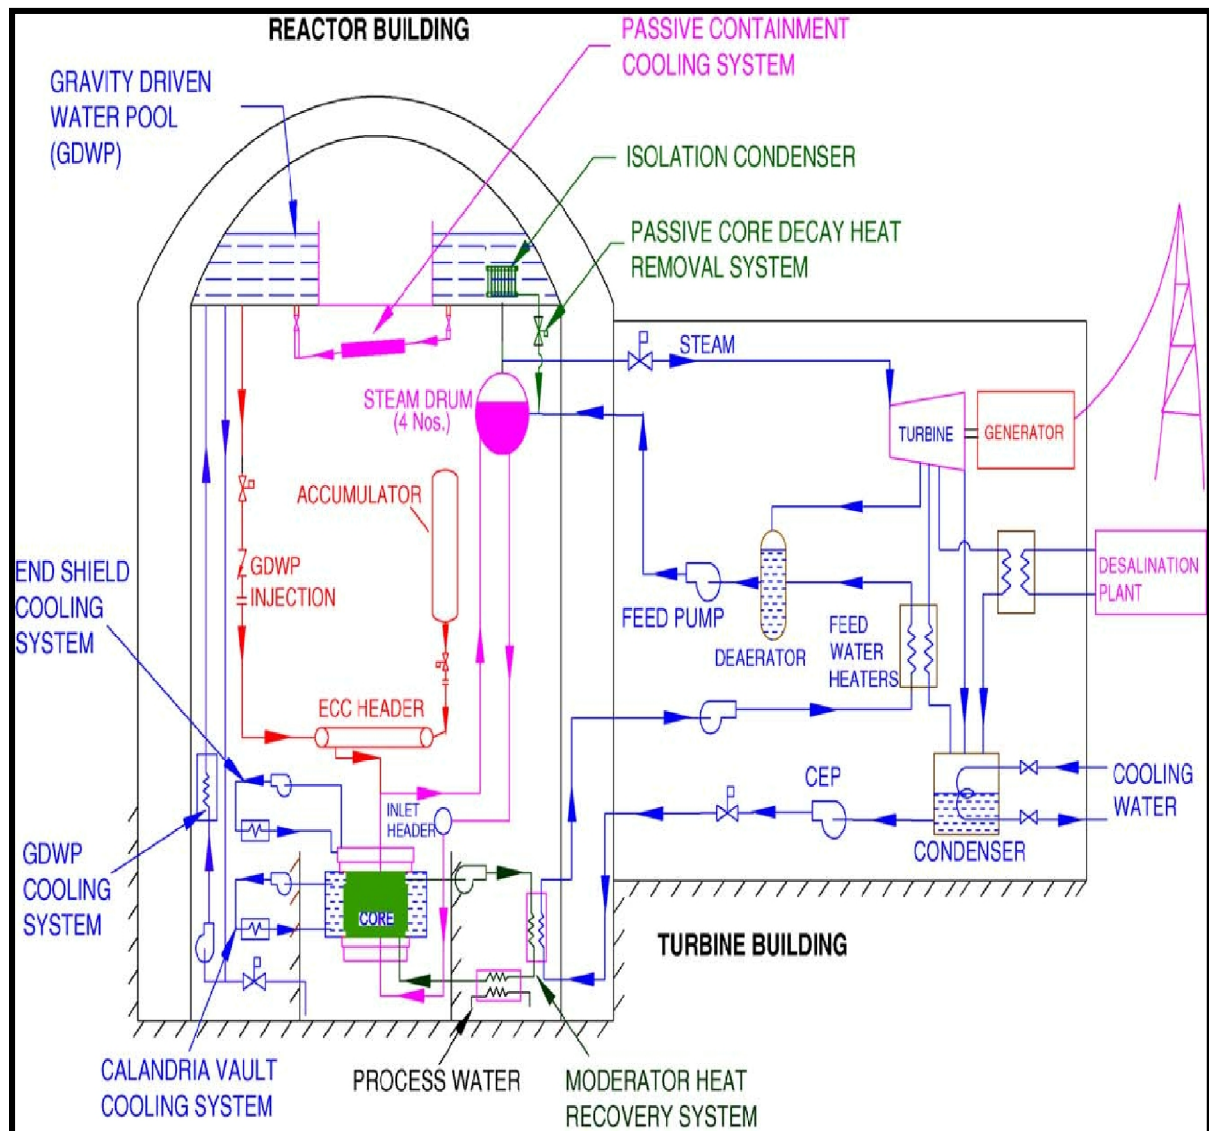 REACTOR BUILDING
PASSIVE CONTAINMENT
COOLING SYSTEM
GRAVITY DRIVEN
WATER POOL
(GDWP)
ISOLATION CONDENSER
PASSIVE CORE DECAY HEAT
REMOVAL SYSTEM
STEAM
STEAM DRUM
(4 Nos.)
TURBINE
GENERATOR
ACCUMULATOR
END SHIELD
COOLING
SYSTEM
GDWP
INJECTION
FEED PUMP
DEAERATOR
FEED
WATER
HEATERS
DESALINATION
PLANT
ECC HEADER
INLET
HEADER
CEP
COOLING
WATER
CONDENSER
GDWP
COOLING
SYSTEM
CORE
TURBINE BUILDING
CALANDRIA VAULT
COOLING SYSTEM
PROCESS WATER
MODERATOR HEAT
RECOVERY SYSTEM